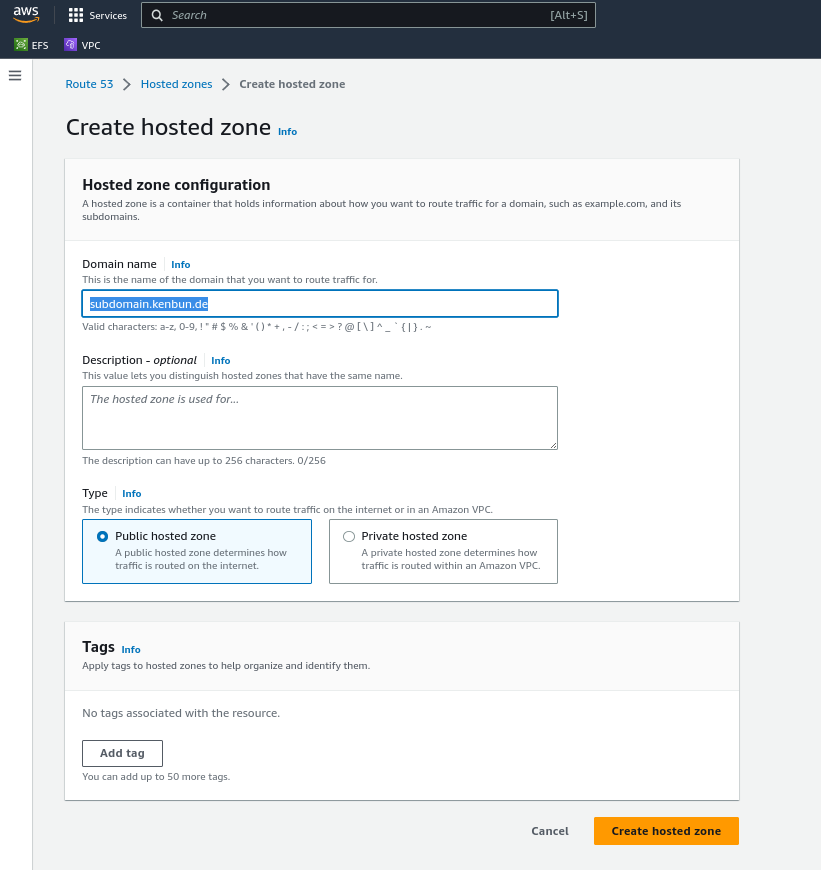 aws
Services
Search
[Alt+S]
EFS
VPC
Route 53
Hosted zones
Create hosted zone
Create hosted zone Info
Hosted zone configuration
A hosted zone is a container that holds information about how you want to route traffic for a domain, such as example.com, and its
subdomains.
Domain name
Info
This is the name of the domain that you want to route traffic for.
subdomain.kenbun.de
Valid characters: a-z, 0-9, ! " # $ % & ' ( ) * + , - / : ; < = > ? @ [ \ ] ^ _ ` { | } . ~
Description - optional
Info
This value lets you distinguish hosted zones that have the same name.
The hosted zone is used for...
The description can have up to 256 characters. 0/256
Type
Info
The type indicates whether you want to route traffic on the internet or in an Amazon VPC.
Public hosted zone
A public hosted zone determines how
traffic is routed on the internet.
Private hosted zone
A private hosted zone determines how
traffic is routed within an Amazon VPC.
Tags Info
Apply tags to hosted zones to help organize and identify them.
No tags associated with the resource.
Add tag
You can add up to 50 more tags.
Cancel
Create hosted zone